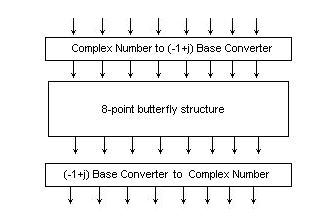 Complex Number to (-1+j) Base Converter
8-point butterfly structure
(-1+j) Base Converter to Complex Number